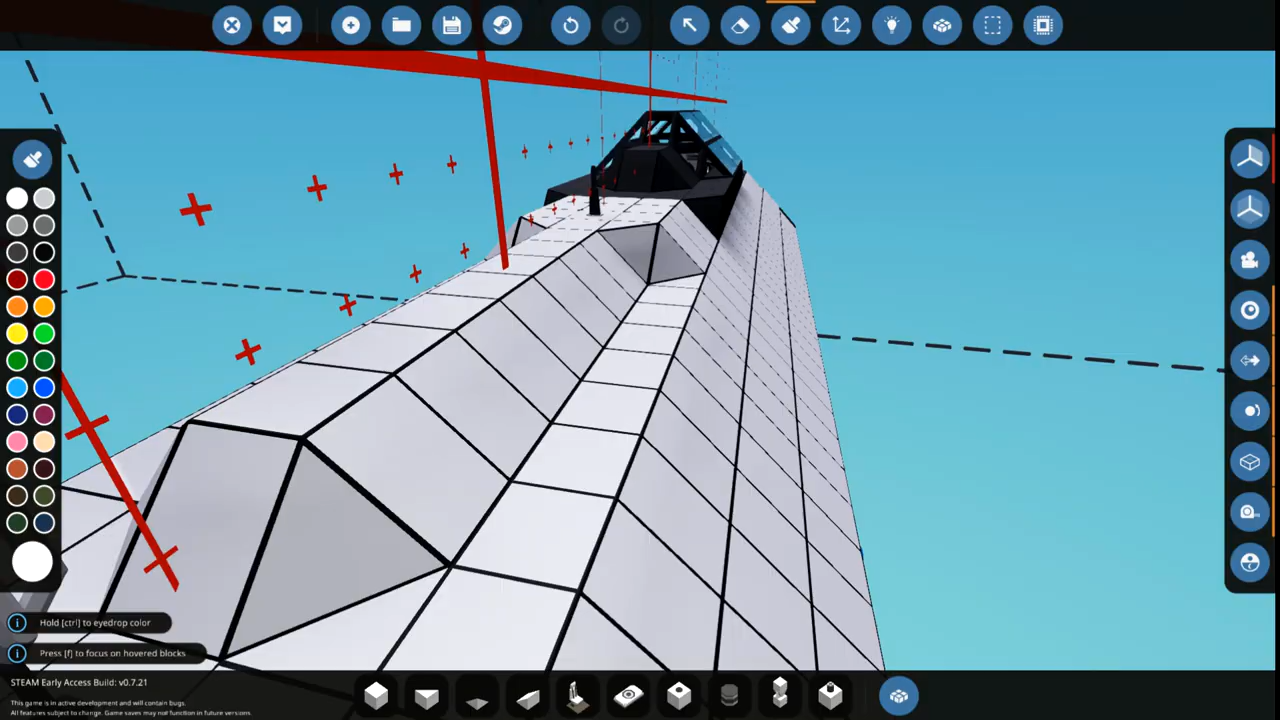 Hold [ctrl] to eyedrop color
Press [f] to focus on hovered blocks
STEAM Early Access Build: v0.7.21
This game is in active development and will contain bugs.
All features subject to change. Game saves may not function in future versions.